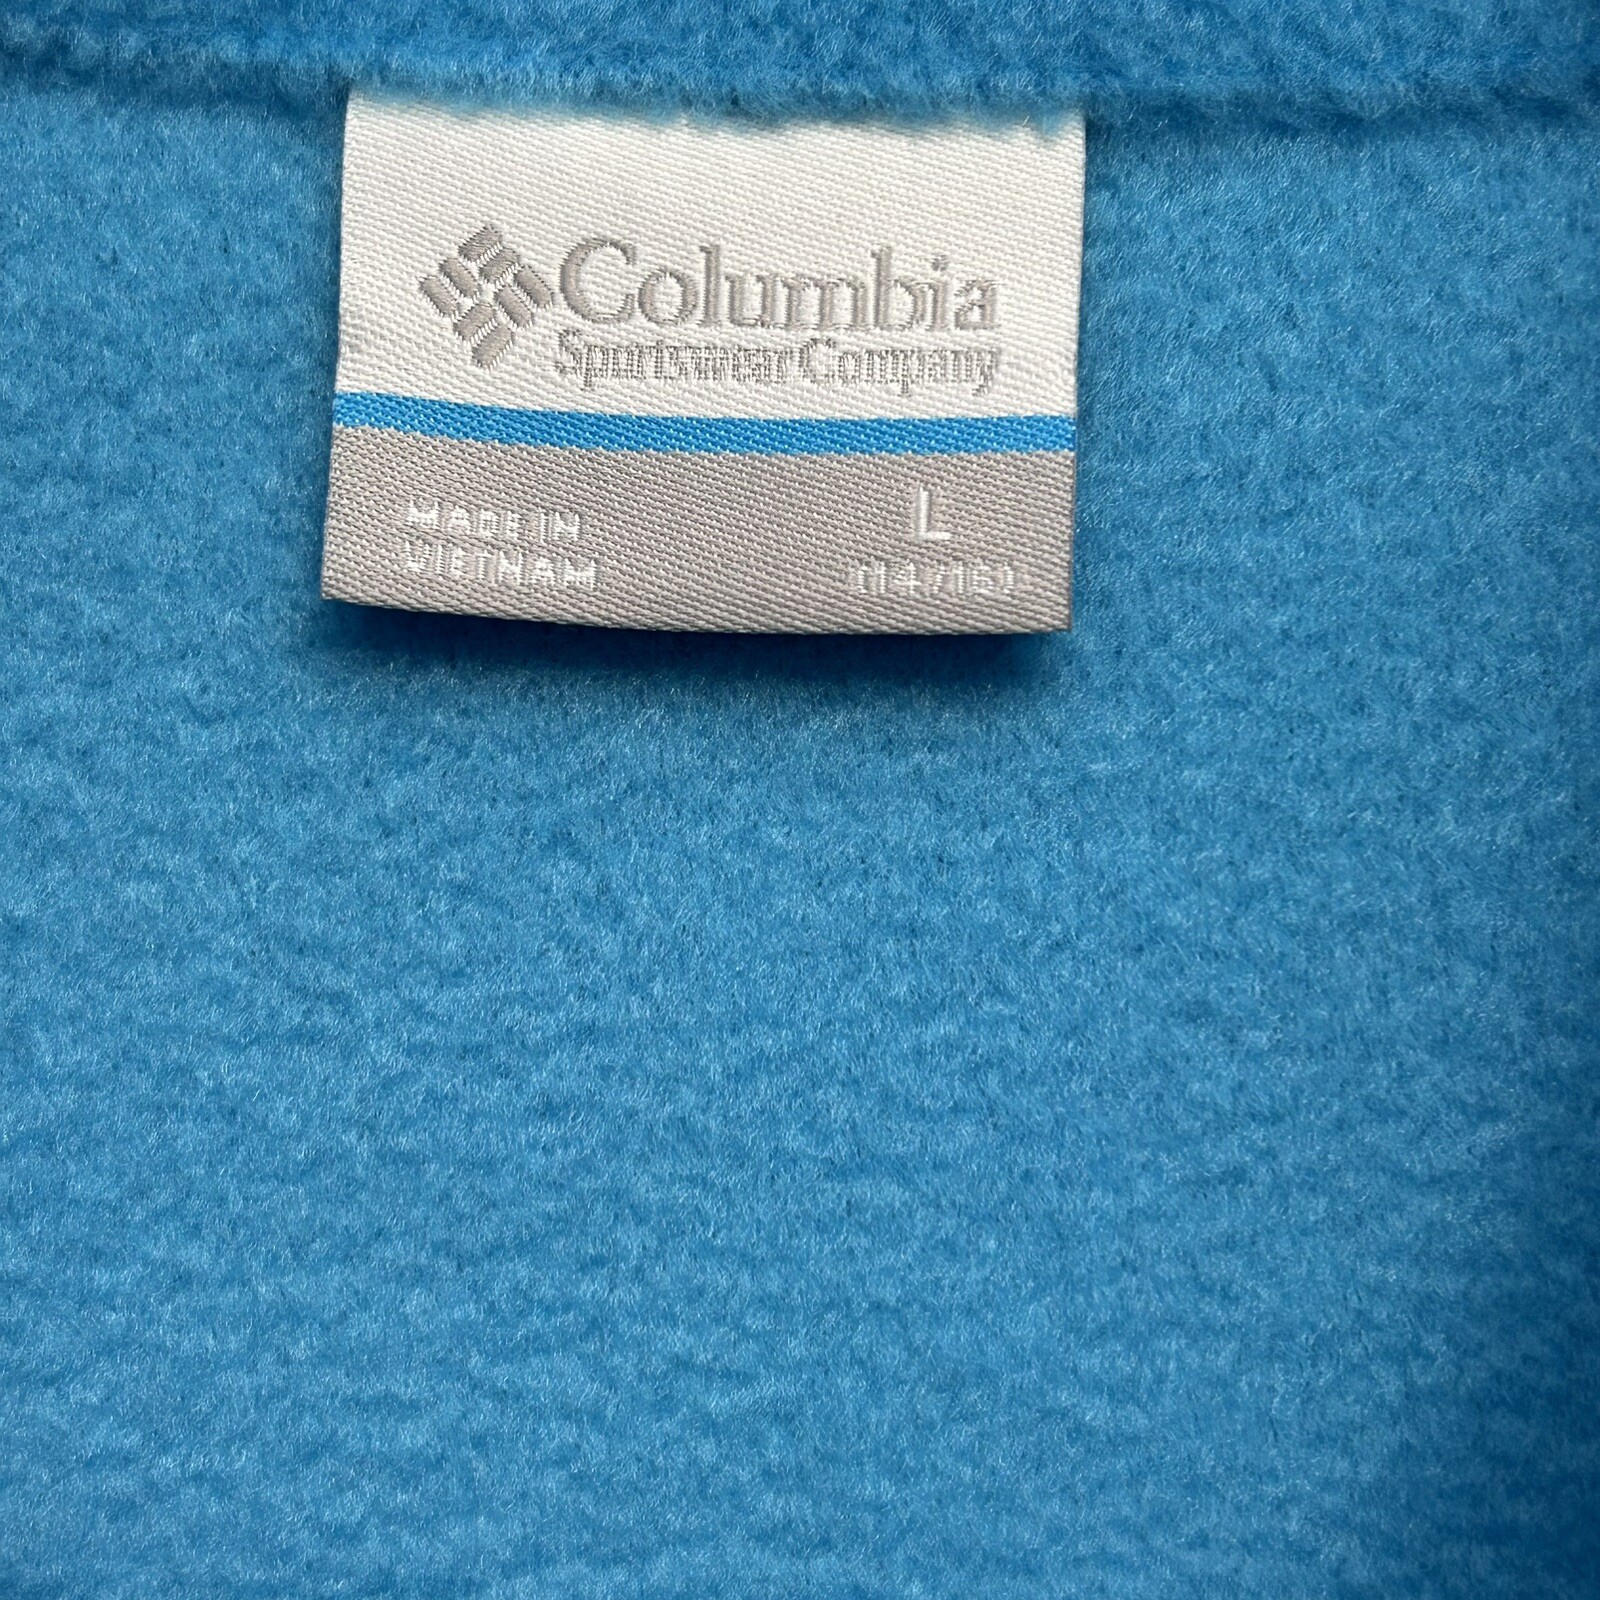 Columbia
Sportswear Company
MADE IN
VIETNAM
L
(14/16)